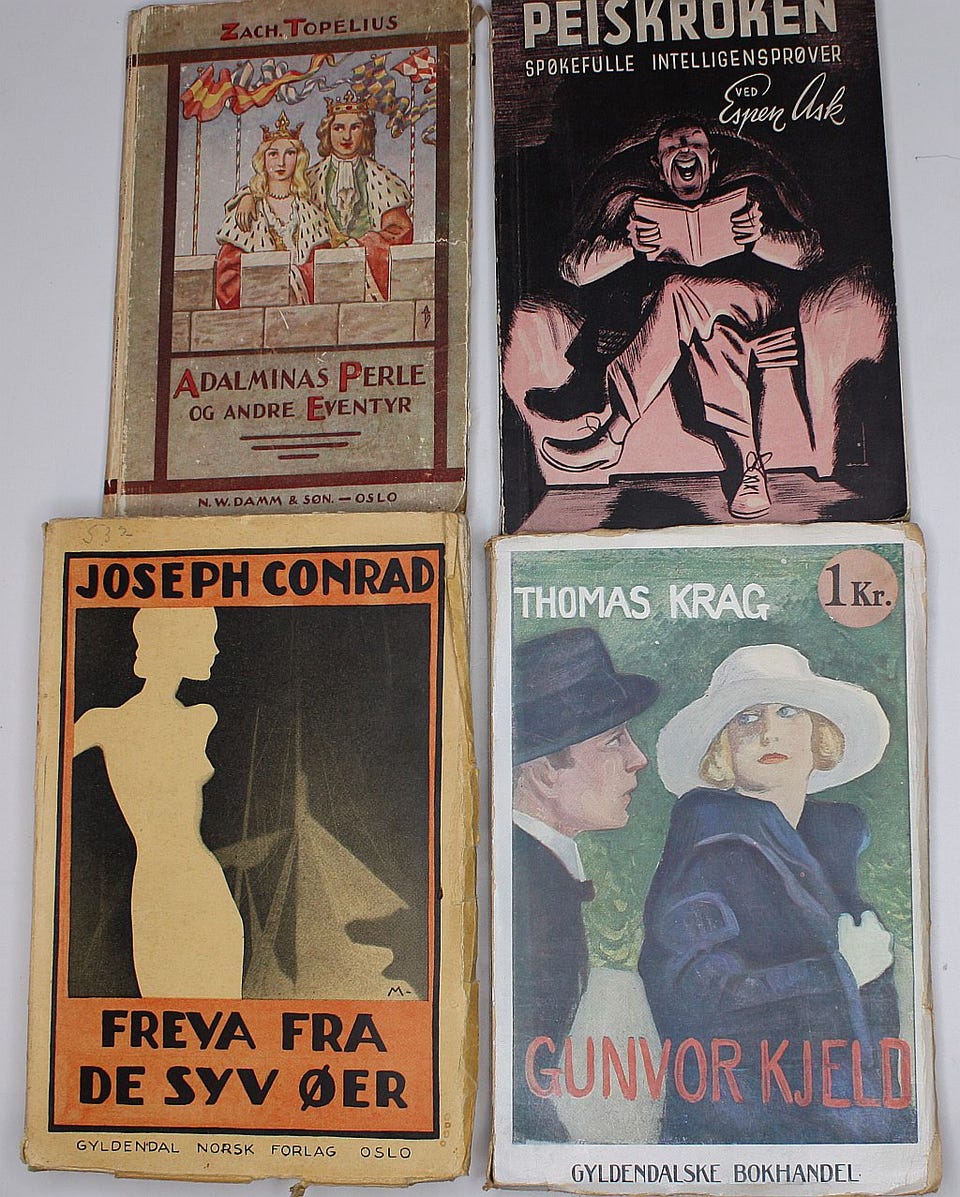 ZACH. TOPELIUS
ADALMINAS PERLE
OG ANDRE EVENTYR
N.W. DAMM & SØN. — OSLO
PEISKROKEN
SPØKEFULLE INTELLIGENSPRØVER
VED
Espen Ask
JOSEPH CONRAD
M-
FREYA FRA
DE SYV ØER
GYLDENDAL NORSK FORLAG OSLO
THOMAS KRAG
1 Kr.
GUNVOR KJELD
GYLDENDALSKE BOKHANDEL